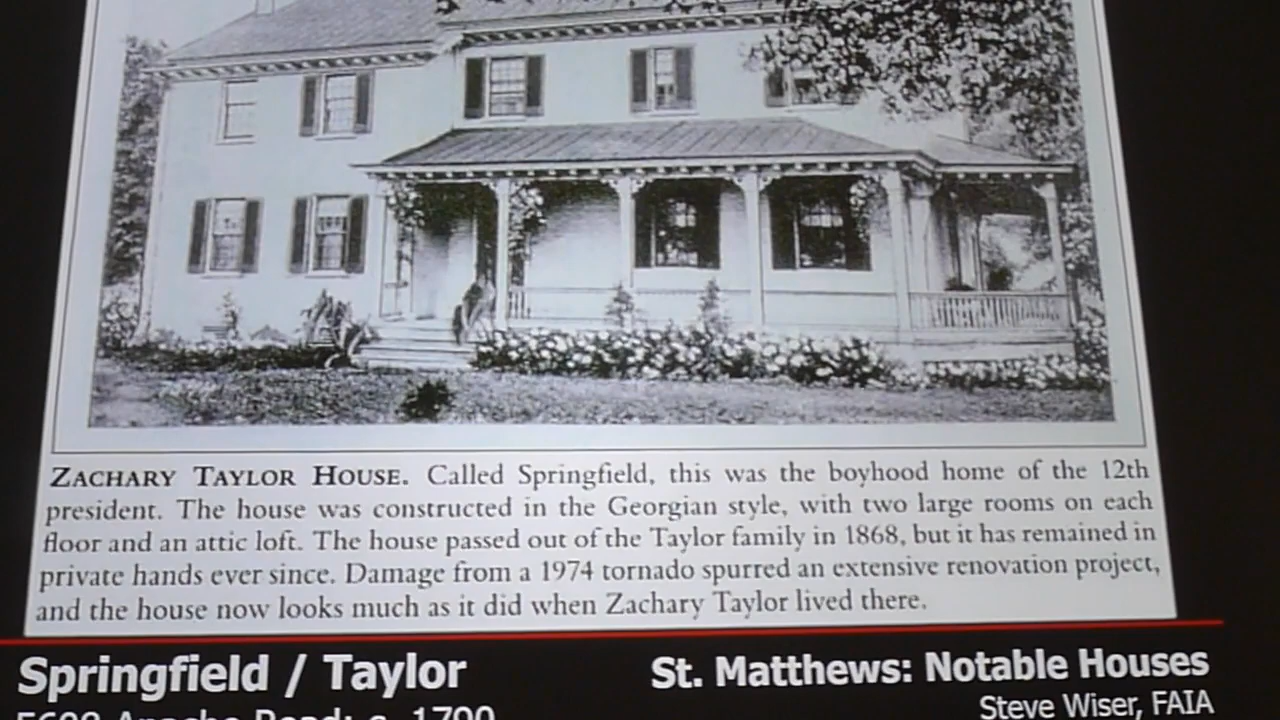 ZACHARY TAYLOR HOUSE. Called Springfield, this was the boyhood home of the 12th
president. The house was constructed in the Georgian style, with two large rooms on each
floor and an attic loft. The house passed out of the Taylor family in 1868, but it has remained in
private hands ever since. Damage from a 1974 tornado spurred an extensive renovation project,
and the house now looks much as it did when Zachary Taylor lived there.
Springfield / Taylor
5608 Apache Road; c. 1790
St. Matthews: Notable Houses
Steve Wiser, FAIA